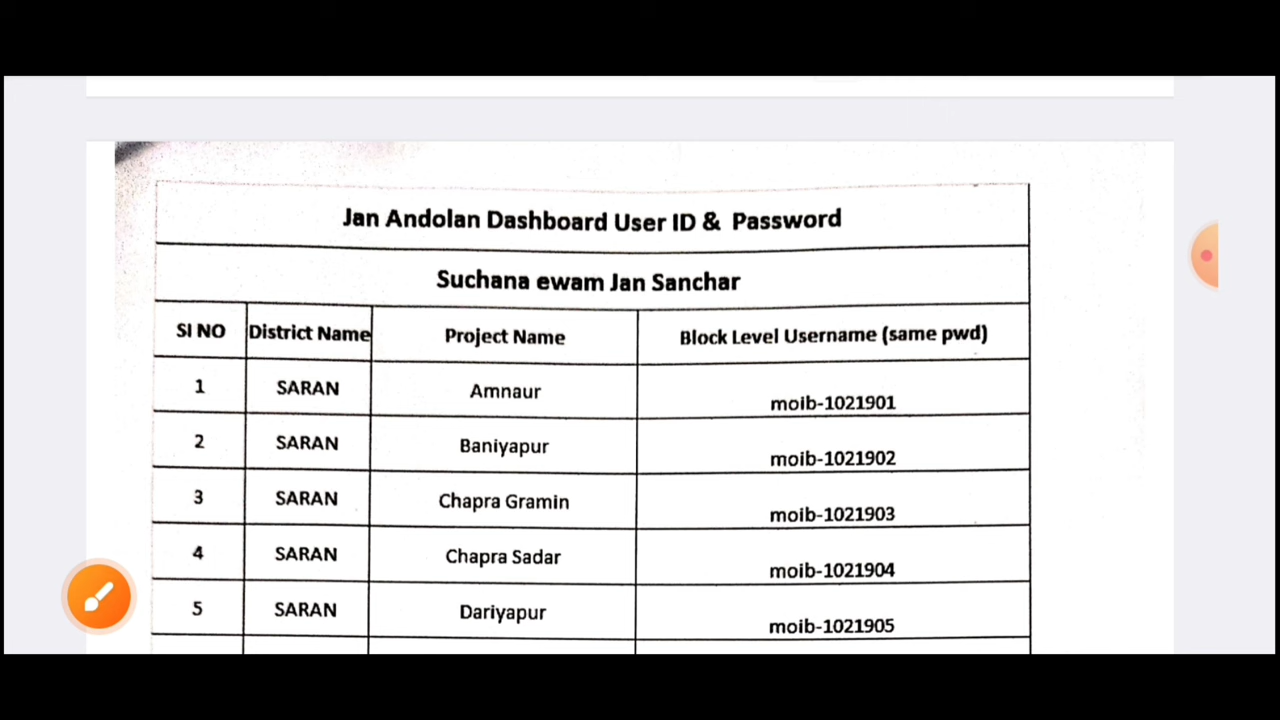 Jan Andolan Dashboard User ID & Password
Suchana ewam Jan Sanchar
SI NO District Name Project Name Block Level Username (same pwd)
1 SARAN Amnaur moib-1021901
2 SARAN Baniyapur moib-1021902
3 SARAN Chapra Gramin moib-1021903
4 SARAN Chapra Sadar moib-1021904
5 SARAN Dariyapur moib-1021905